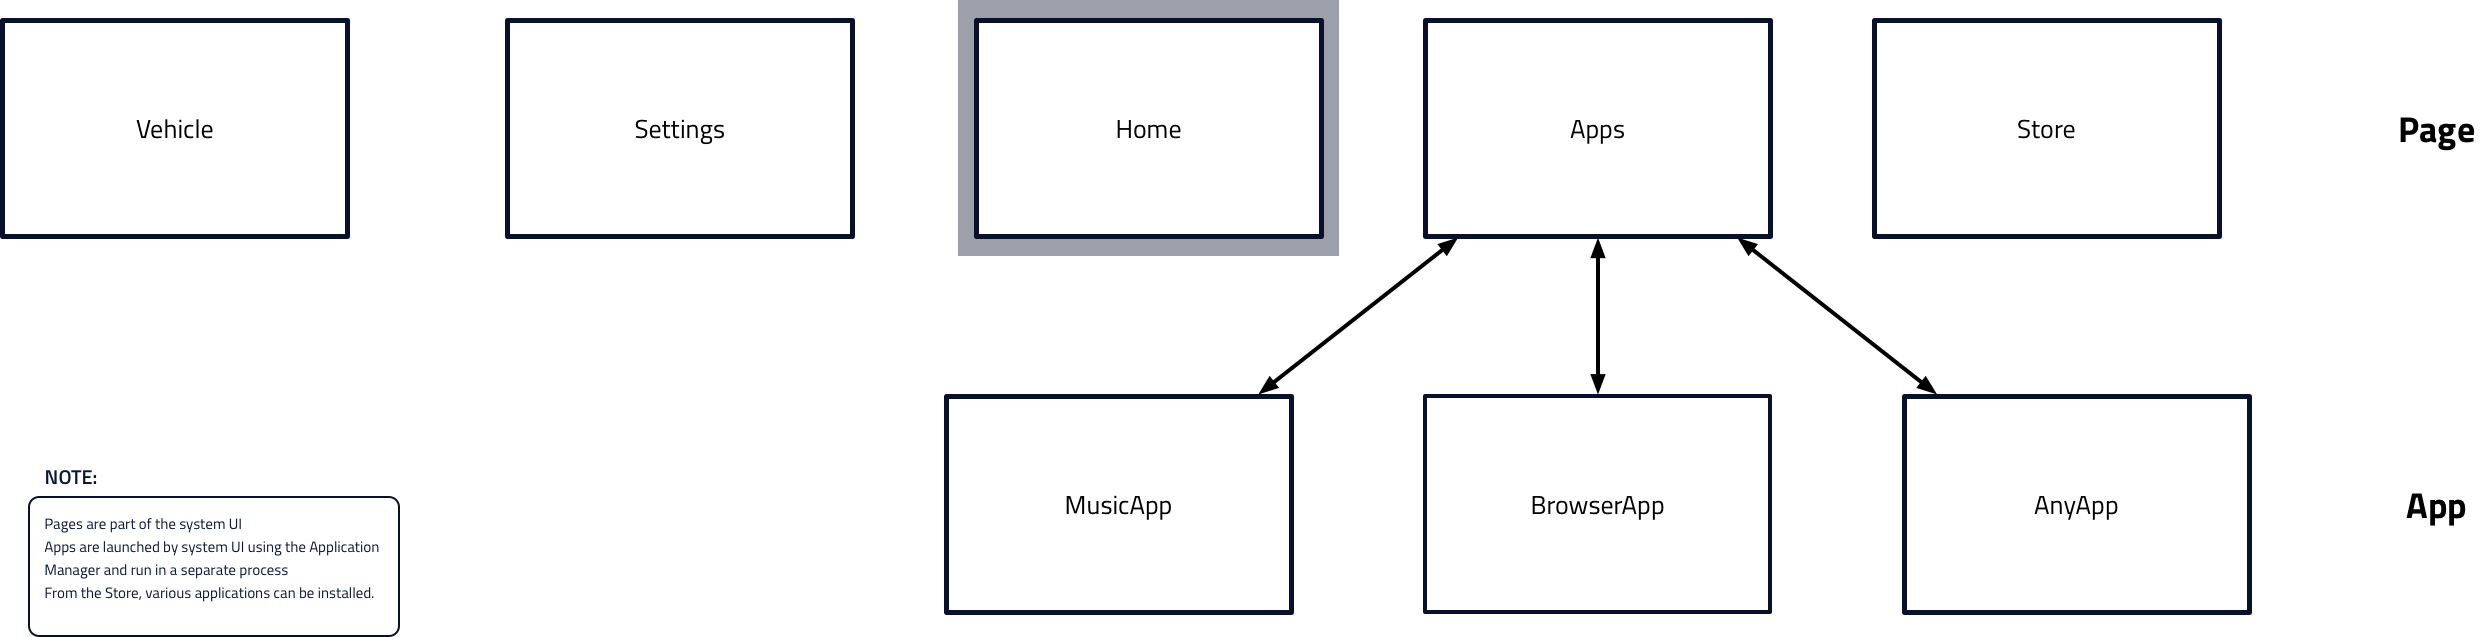 Vehicle
Settings
Home
Apps
Store
Page
MusicApp
BrowserApp
AnyApp
App
NOTE:
Pages are part of the system UI
Apps are launched by system UI using the Application
Manager and run in a separate process
From the Store, various applications can be installed.